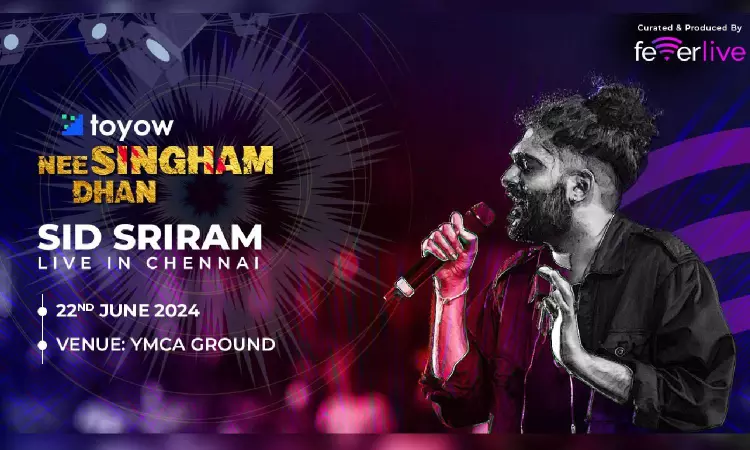 Curated & Produced By
feverlive
toyow
NEE SINGHAM
DHAN
SID SRIRAM
LIVE IN CHENNAI
22ND JUNE 2024
VENUE: YMCA GROUND